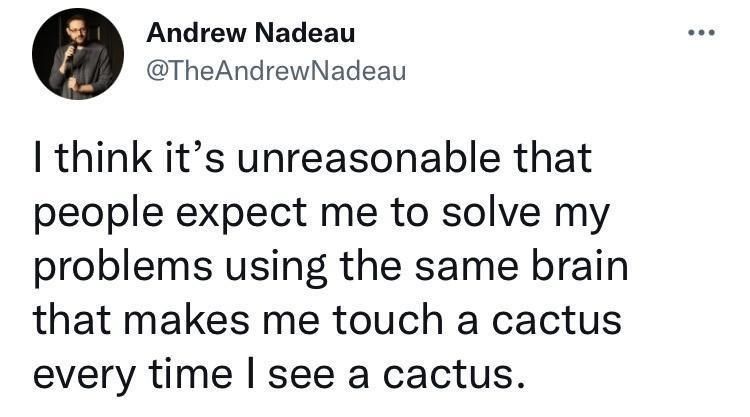 Andrew Nadeau
@TheAndrewNadeau
I think it’s unreasonable that
people expect me to solve my
problems using the same brain
that makes me touch a cactus
every time I see a cactus.